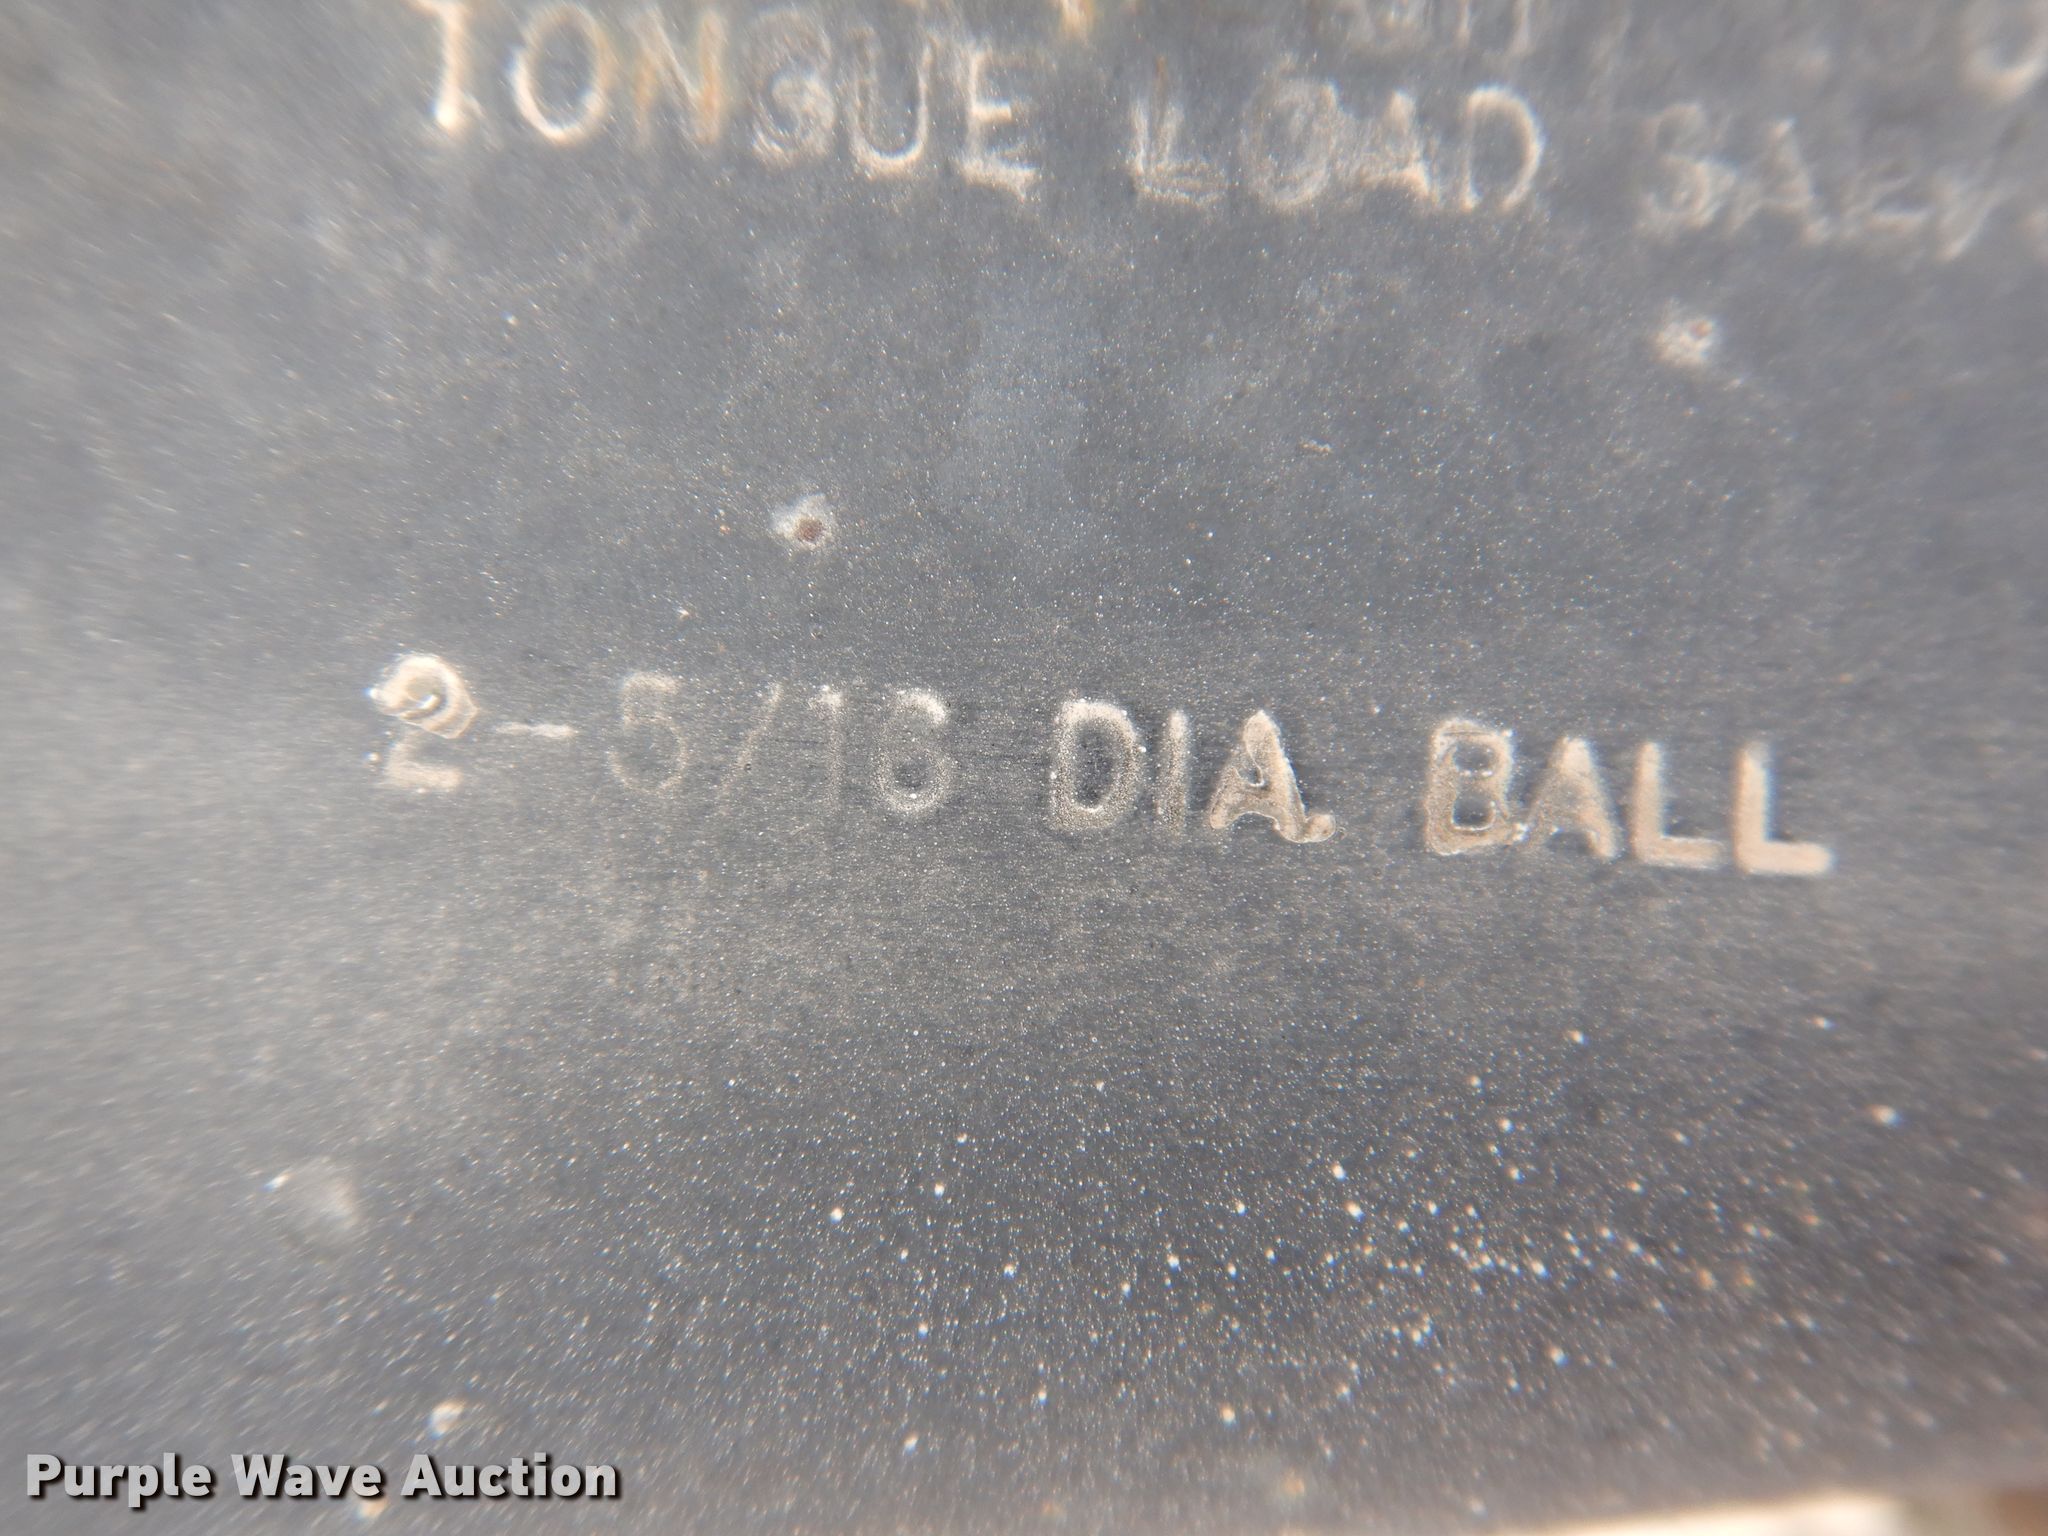 TONGUE LOAD
2-5/16 DIA. BALL
Purple Wave Auction